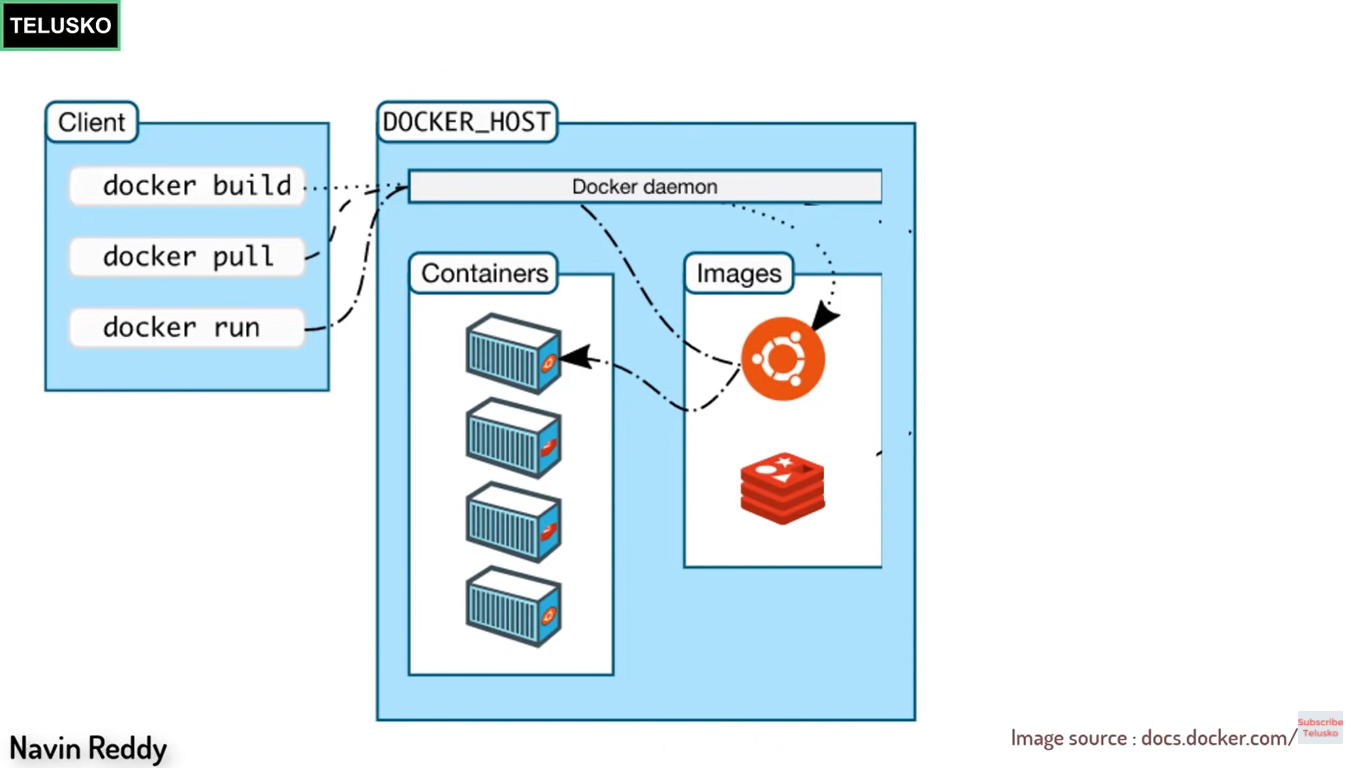 TELUSKO
Client
DOCKER_HOST
docker build
Docker daemon
docker pull
docker run
Containers
Images
Navin Reddy
Image source : docs.docker.com/
Subscribe
Telusko